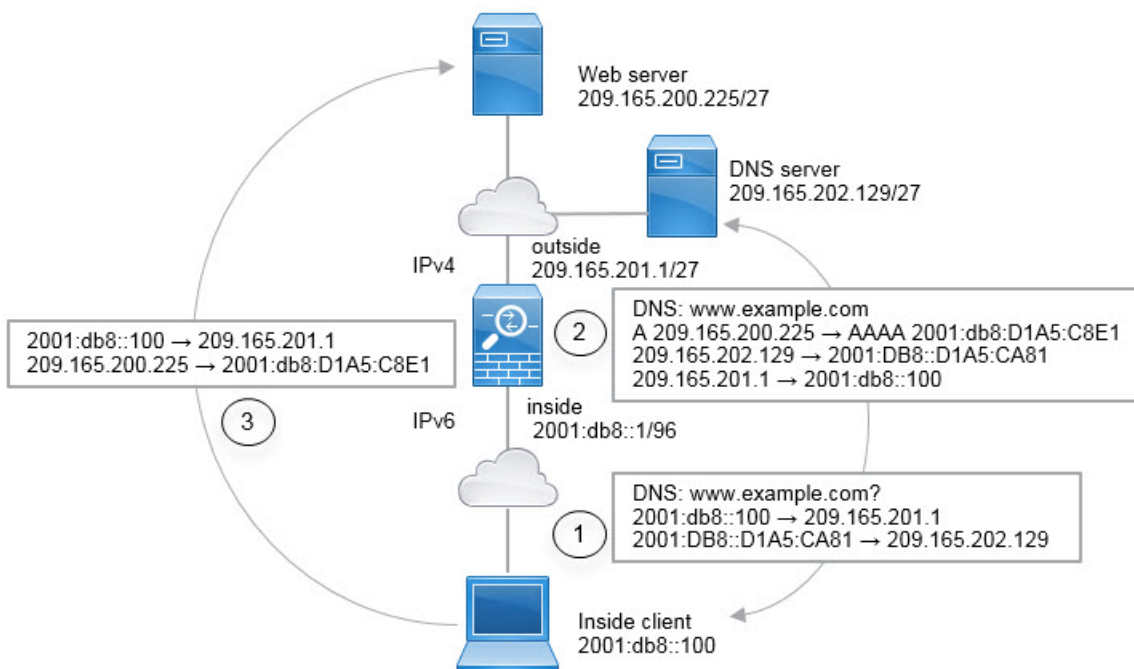 Web server
209.165.200.225/27
DNS server
209.165.202.129/27
outside
209.165.201.1/27
IPv4
2001:db8::100 → 209.165.201.1
209.165.200.225 → 2001:db8:D1A5:C8E1
3
2
DNS: www.example.com
A 209.165.200.225 → AAAA 2001:db8:D1A5:C8E1
209.165.202.129 → 2001:DB8::D1A5:CA81
209.165.201.1 → 2001:db8::100
IPv6
inside
2001:db8::1/96
1
DNS: www.example.com?
2001:db8::100 → 209.165.201.1
2001:DB8::D1A5:CA81 → 209.165.202.129
Inside client
2001:db8::100